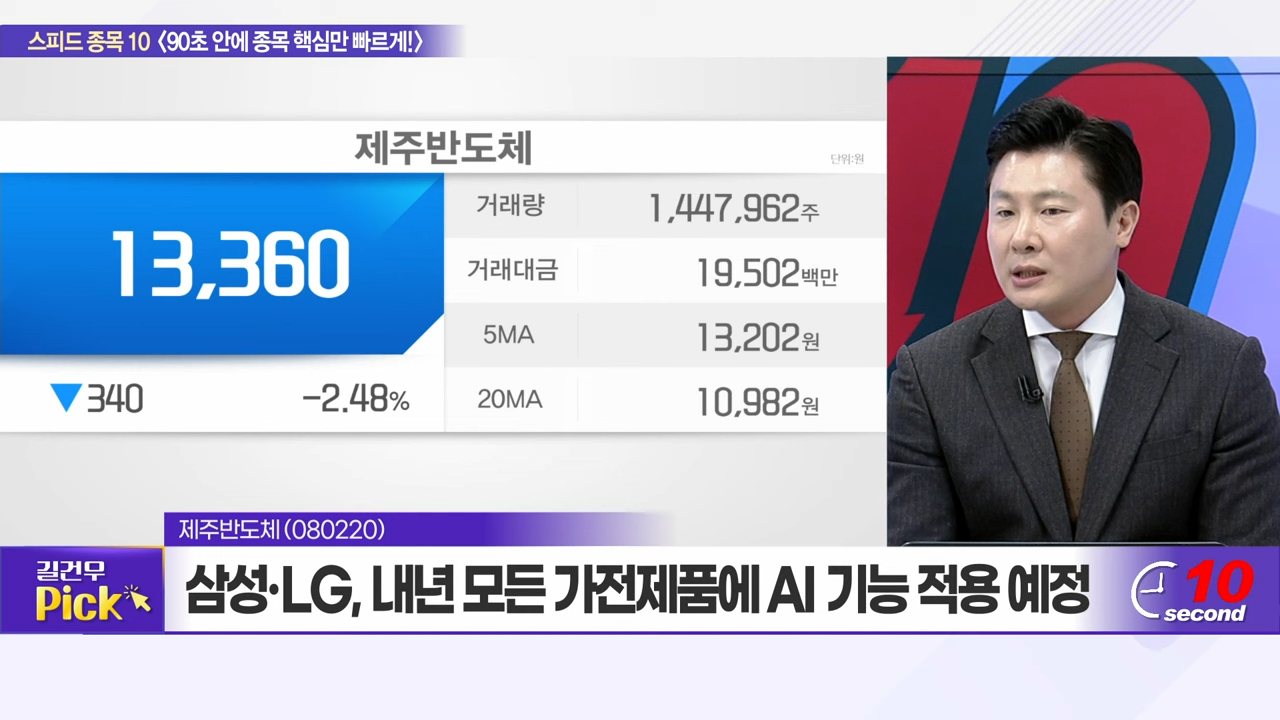 스피드 종목 10 <90초 안에 종목 핵심만 빠르게!>
제주반도체
단위:원
13,360
▼340 -2.48%
거래량 1,447,962주
거래대금 19,502백만
5MA 13,202원
20MA 10,982원
제주반도체(080220)
길건무
Pick
삼성·LG, 내년 모든 가전제품에 AI 기능 적용 예정
10
second